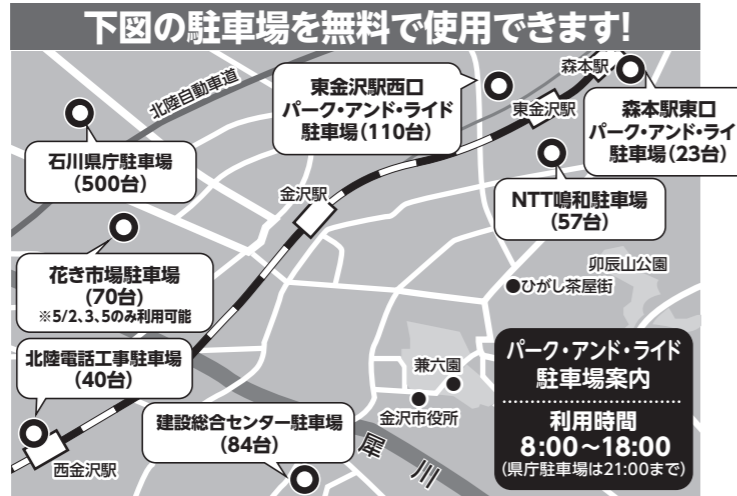 下図の駐車場を無料で使用できます!
北陸自動車道
東金沢駅西口
パーク・アンド・ライド
駐車場(110台)
森本駅
東金沢駅
森本駅東口
パーク・アンド・ライ
駐車場(23台)
石川県庁駐車場
(500台)
金沢駅
NTT鳴和駐車場
(57台)
花き市場駐車場
(70台)
※5/2、3、5のみ利用可能
卯辰山公園
ひがし茶屋街
北陸電話工事駐車場
(40台)
兼六園
金沢市役所
建設総合センター駐車場
(84台)
西金沢駅
犀川
パーク・アンド・ライド
駐車場案内
利用時間
8:00〜18:00
(県庁駐車場は21:00まで)